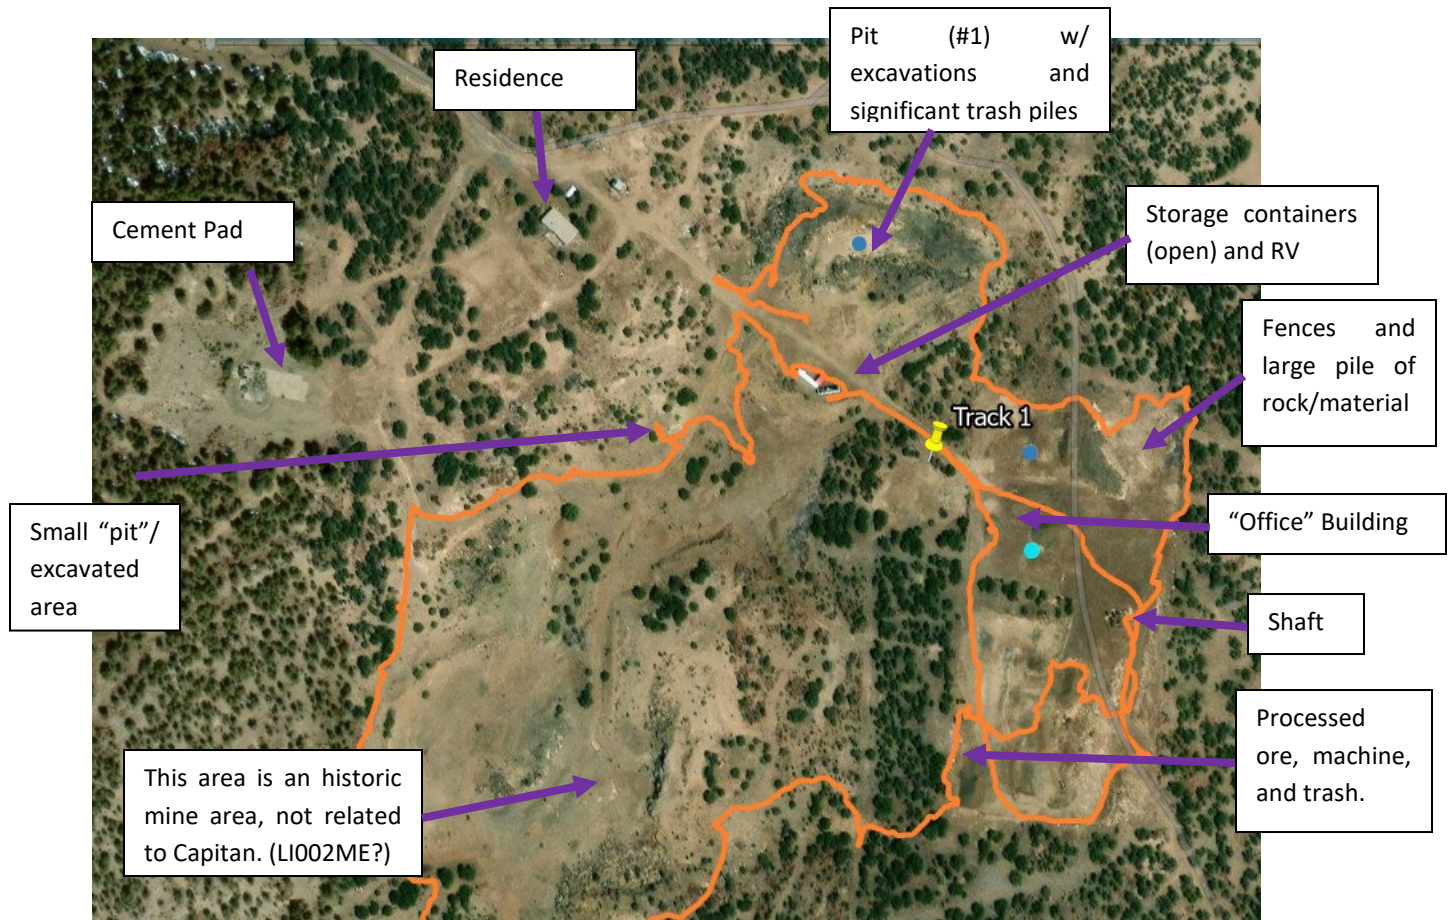 Pit (#1) w/
excavations and
significant trash piles
Residence
Storage containers
(open) and RV
Cement Pad
Fences and
large pile of
rock/material
Track 1
Small “pit”/
excavated
area
“Office” Building
Shaft
Processed
ore, machine,
and trash.
This area is an historic
mine area, not related
to Capitan. (LI002ME?)